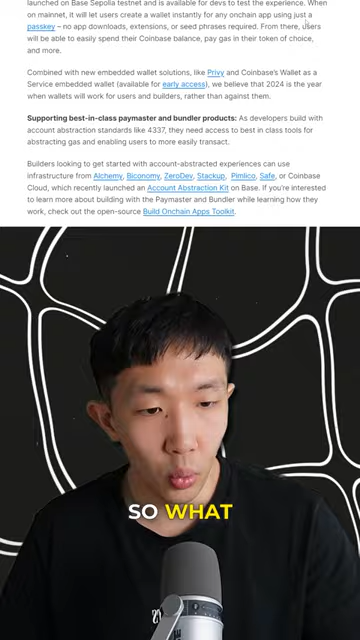 launched on Base Sepolia testnet and is available for devs to test the experience. When
on mainnet, it will let users create a wallet instantly for any onchain app using just a
passkey – no app downloads, extensions, or seed phrases required. From there, users
will be able to easily spend their Coinbase balance, pay gas in their token of choice,
and more.
Combined with new embedded wallet solutions, like Privy and Coinbase's Wallet as a
Service embedded wallet (available for early access), we believe that 2024 is the year
when wallets will work for users and builders, rather than against them.
Supporting best-in-class paymaster and bundler products: As developers build with
account abstraction standards like 4337, they need access to best in class tools for
abstracting gas and enabling users to more easily transact.
Builders looking to get started with account-abstracted experiences can use
infrastructure from Alchemy, Biconomy, ZeroDev, Stackup, Pimlico, Safe, or Coinbase
Cloud, which recently launched an Account Abstraction Kit on Base. If you're interested
to learn more about building with the Paymaster and Bundler while learning how they
work, check out the open-source Build Onchain Apps Toolkit.
SO WHAT